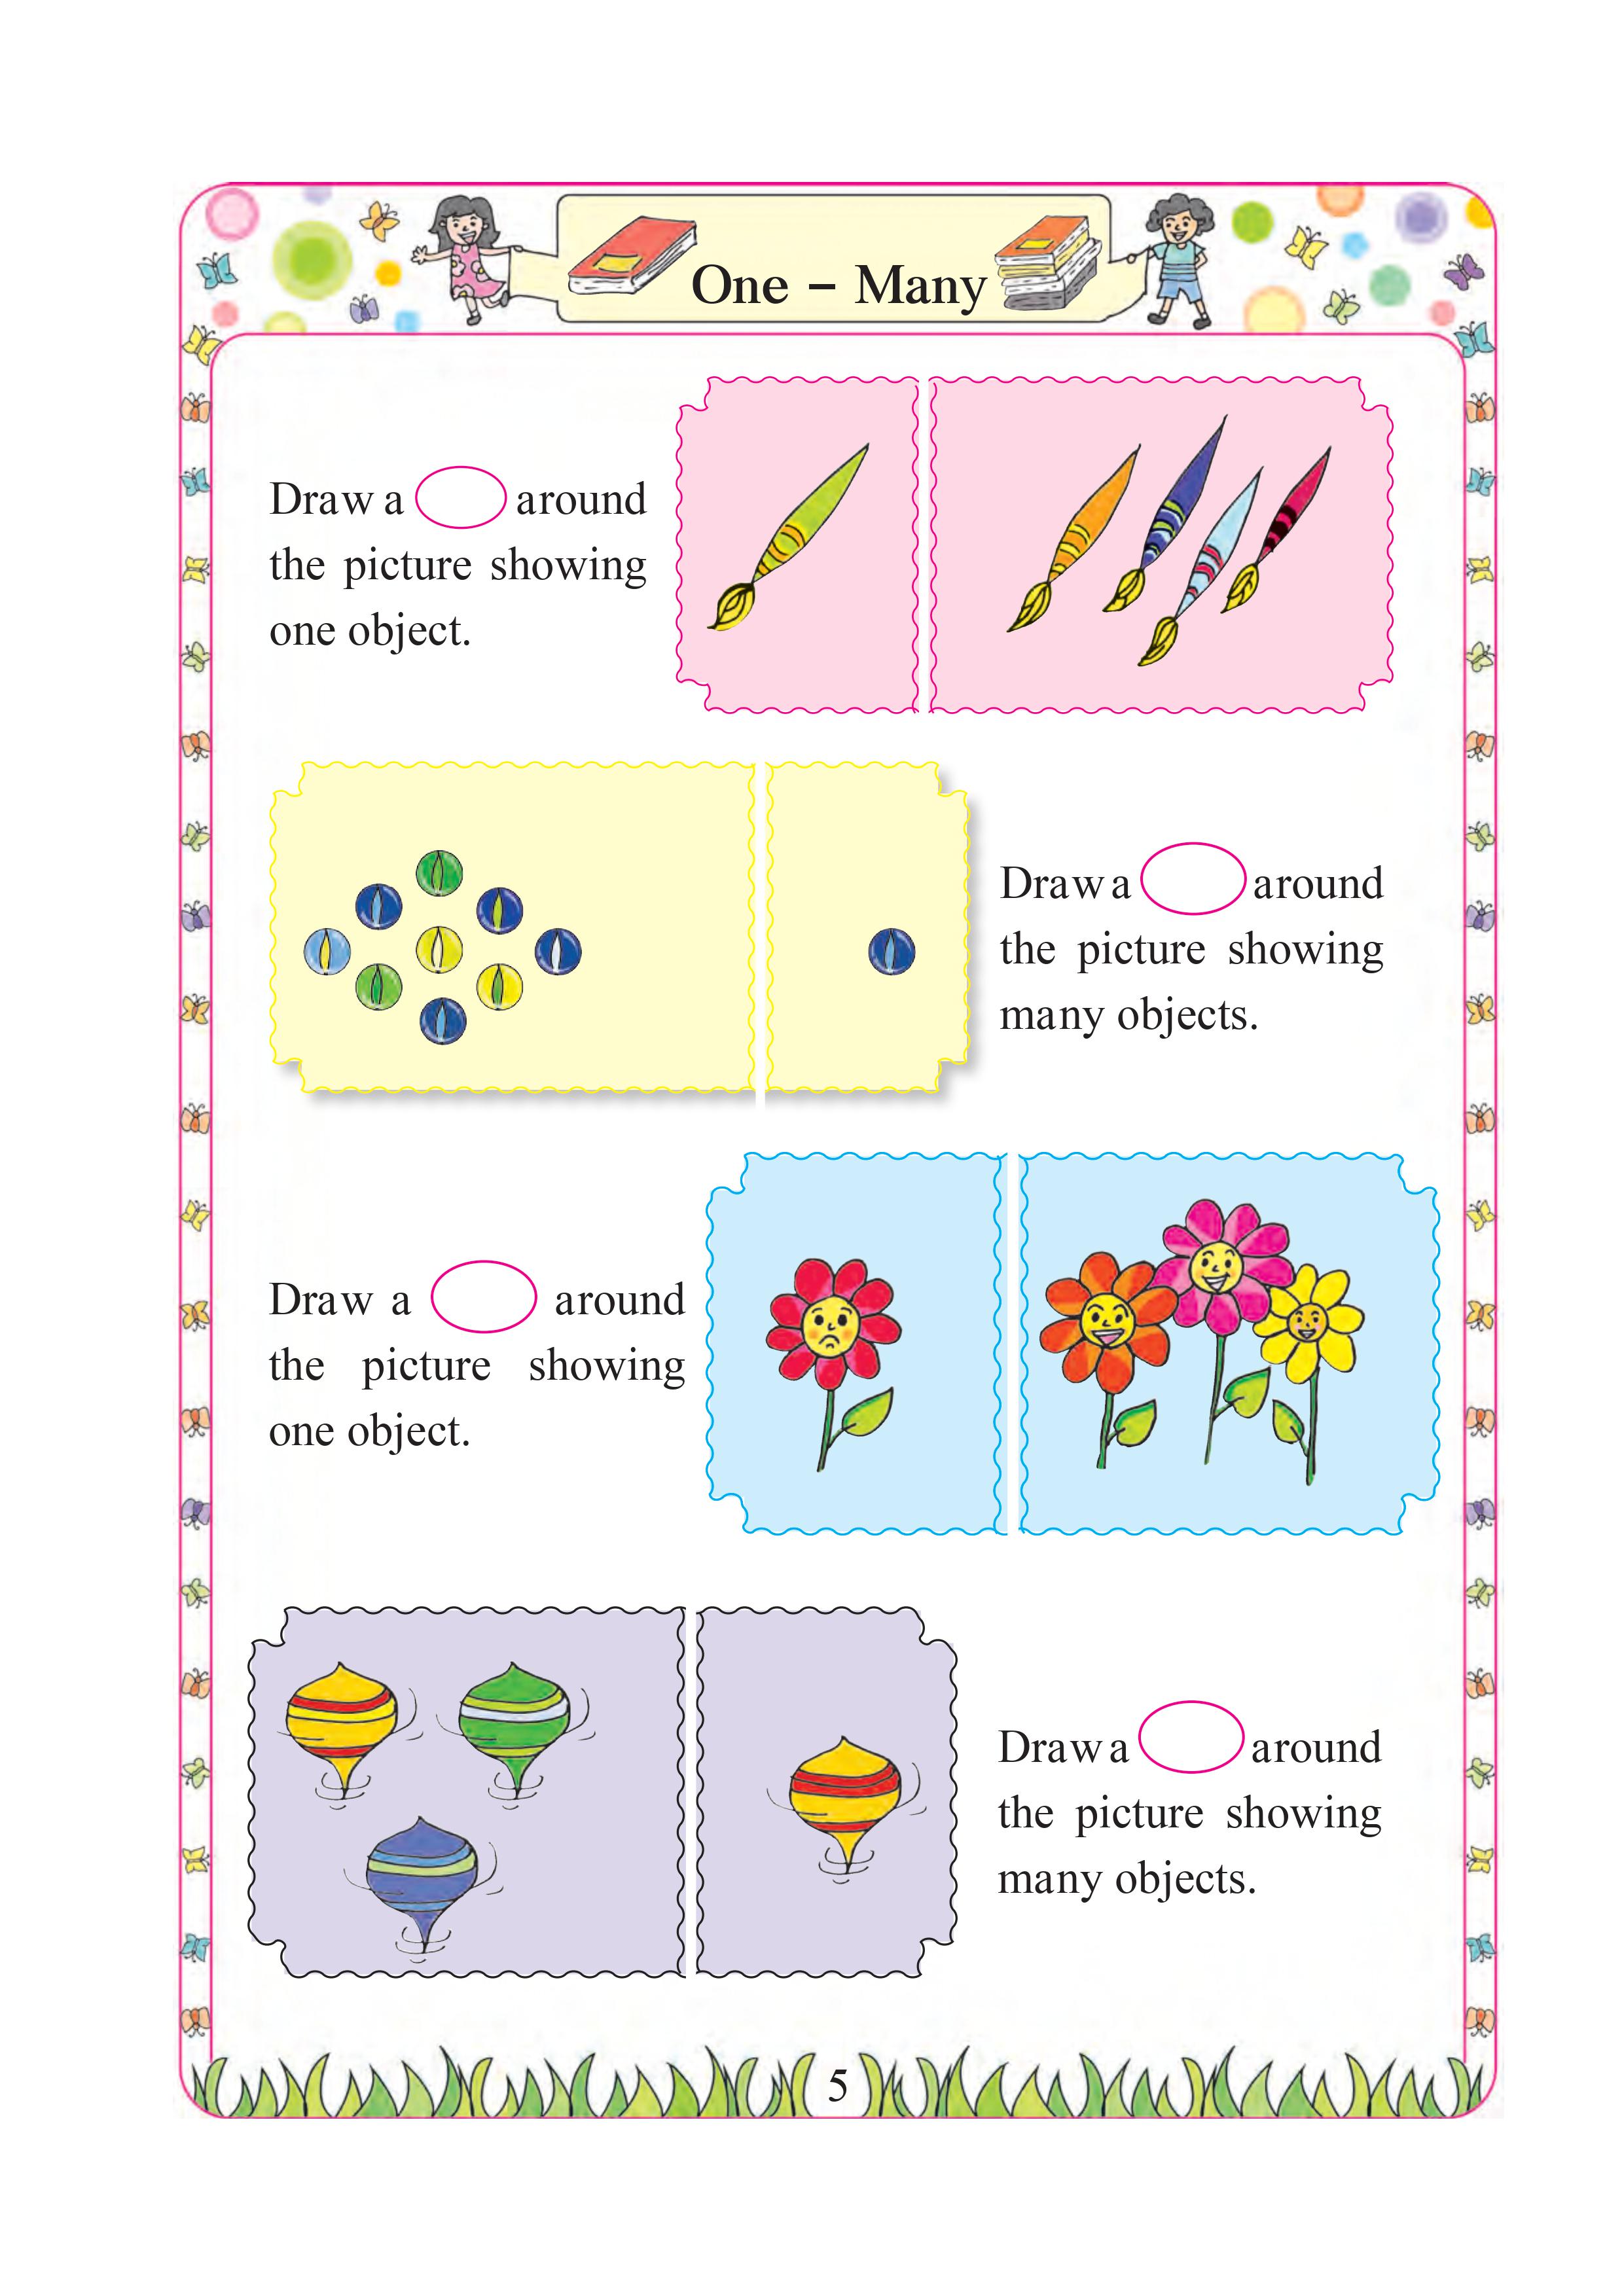 One – Many
Draw a around
the picture showing
one object.
Draw a around
the picture showing
many objects.
Draw a around
the picture showing
one object.
Draw a around
the picture showing
many objects.
5